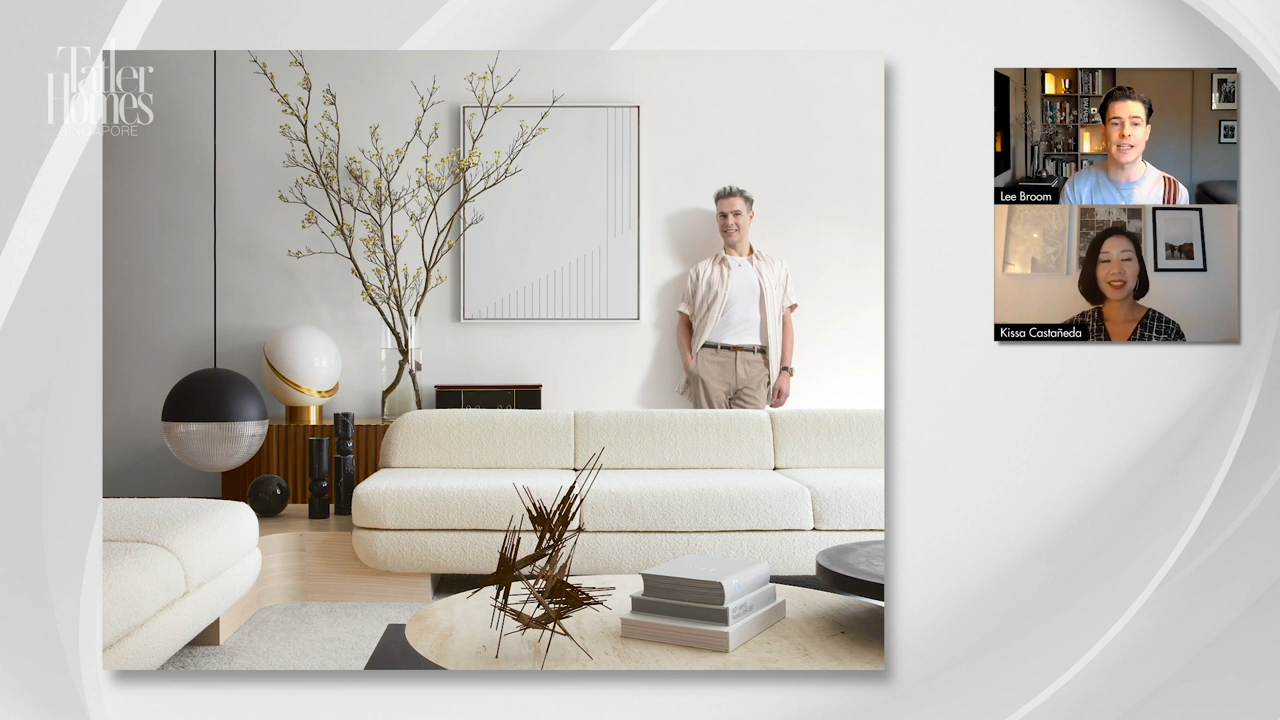 Tatler
Homes
SINGAPORE
Lee Broom
Kissa Castañeda